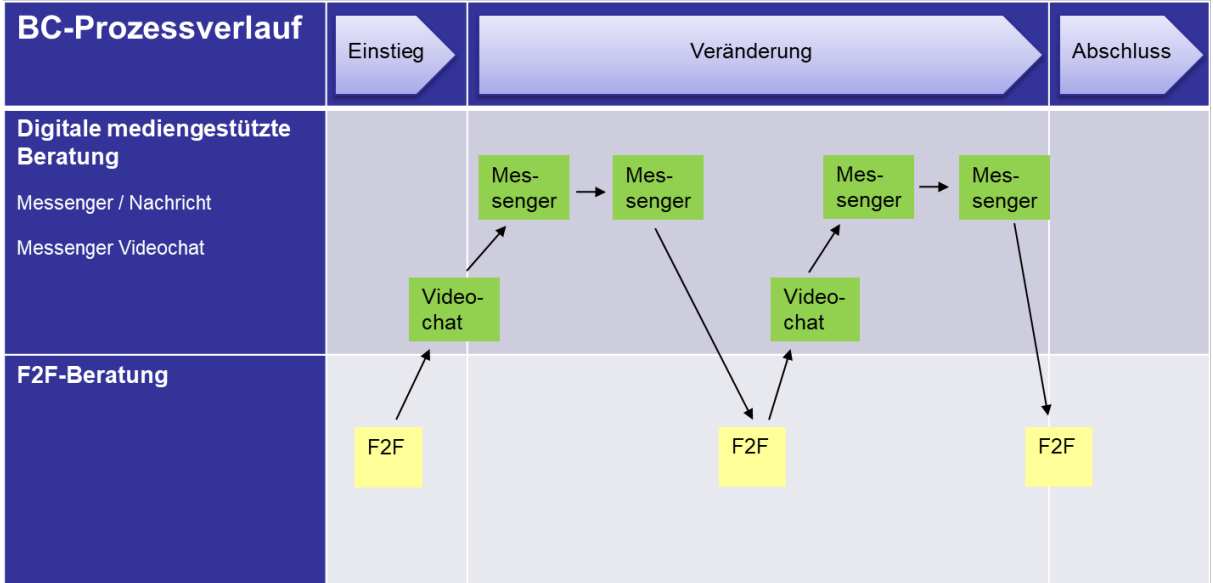 BC-Prozessverlauf
Einstieg
Veränderung
Abschluss
Digitale mediengestützte
Beratung
Messenger / Nachricht
Messenger Videochat
Mes-
senger
Mes-
senger
Mes-
senger
Mes-
senger
Video-
chat
Video-
chat
F2F-Beratung
F2F
F2F
F2F